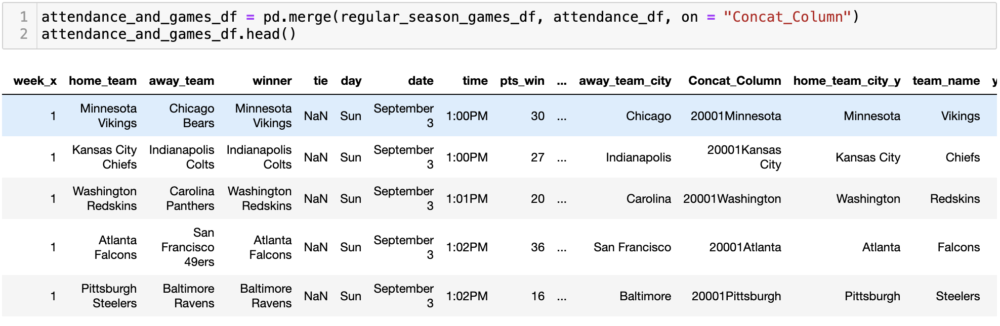 1 attendance_and_games_df = pd.merge(regular_season_games_df, attendance_df, on = "Concat_Column")
2 attendance_and_games_df.head()
week_x home_team away_team winner tie day date time pts_win ... away_team_city Concat_Column home_team_city_y team_name y
1 Minnesota Vikings Chicago Bears Minnesota Vikings NaN Sun September 3 1:00PM 30 ... Chicago 20001Minnesota Minnesota Vikings
1 Kansas City Chiefs Indianapolis Colts Indianapolis Colts NaN Sun September 3 1:00PM 27 ... Indianapolis 20001Kansas City Kansas City Chiefs
1 Washington Redskins Carolina Panthers Washington Redskins NaN Sun September 3 1:01PM 20 ... Carolina 20001Washington Washington Redskins
1 Atlanta Falcons San Francisco 49ers Atlanta Falcons NaN Sun September 3 1:02PM 36 ... San Francisco 20001Atlanta Atlanta Falcons
1 Pittsburgh Steelers Baltimore Ravens Baltimore Ravens NaN Sun September 3 1:02PM 16 ... Baltimore 20001Pittsburgh Pittsburgh Steelers